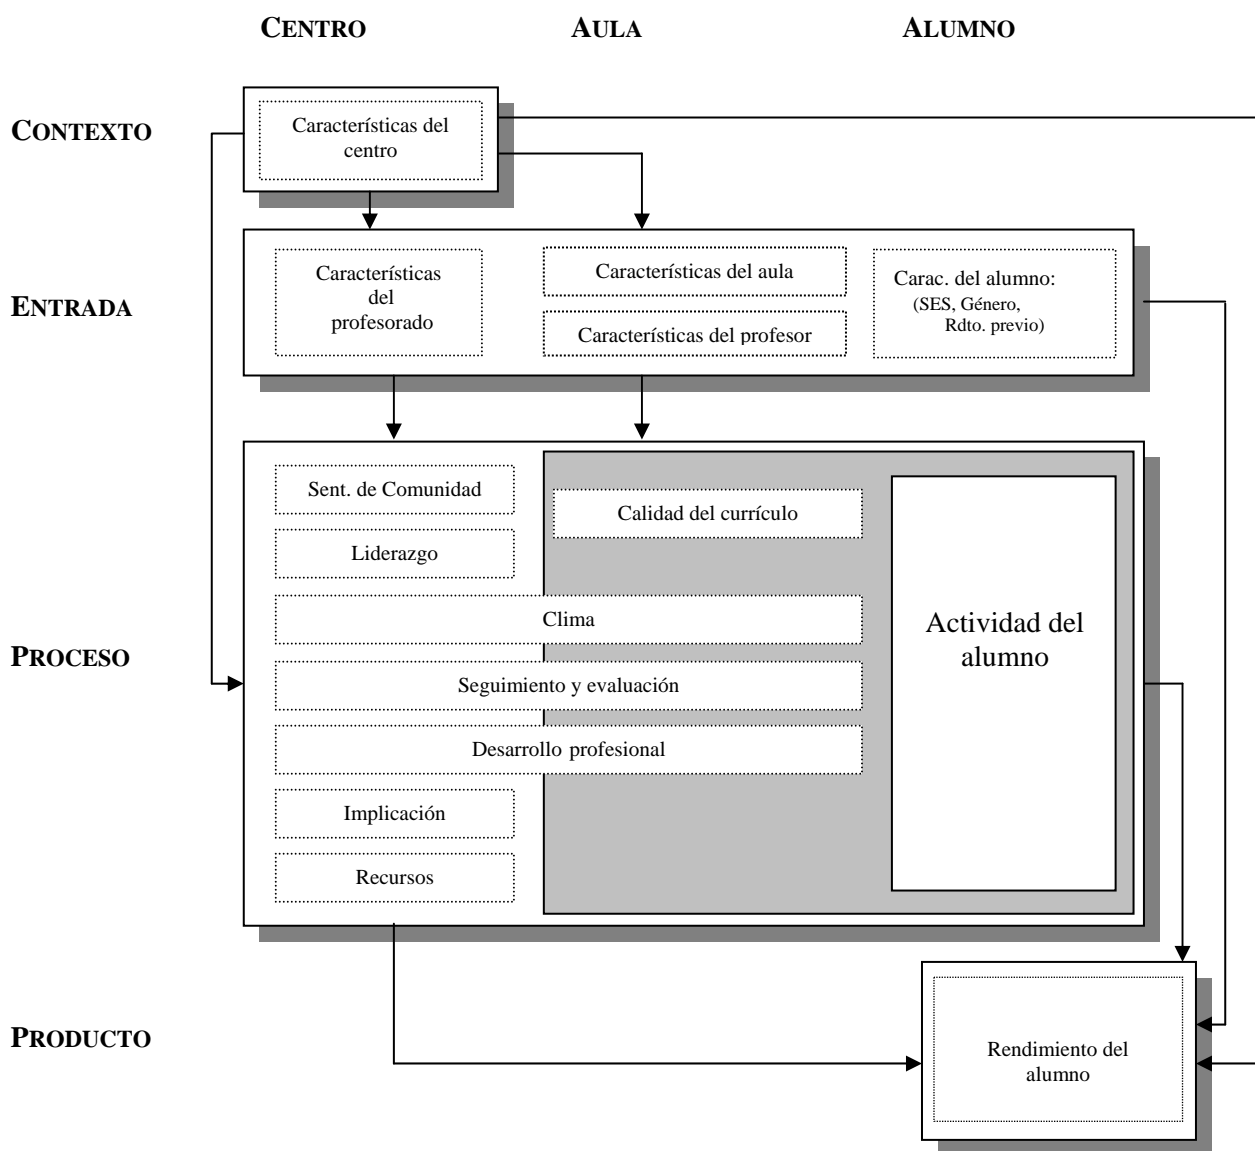 CENTRO AULA ALUMNO
CONTEXTO
Características del
centro
ENTRADA
Características
del
profesorado
Características del aula
Características del profesor
Carac. del alumno:
(SES, Género,
Rdto. previo)
PROCESO
Sent. de Comunidad
Liderazgo
Calidad del currículo
Clima
Seguimiento y evaluación
Desarrollo profesional
Implicación
Recursos
Actividad del
alumno
PRODUCTO
Rendimiento del
alumno